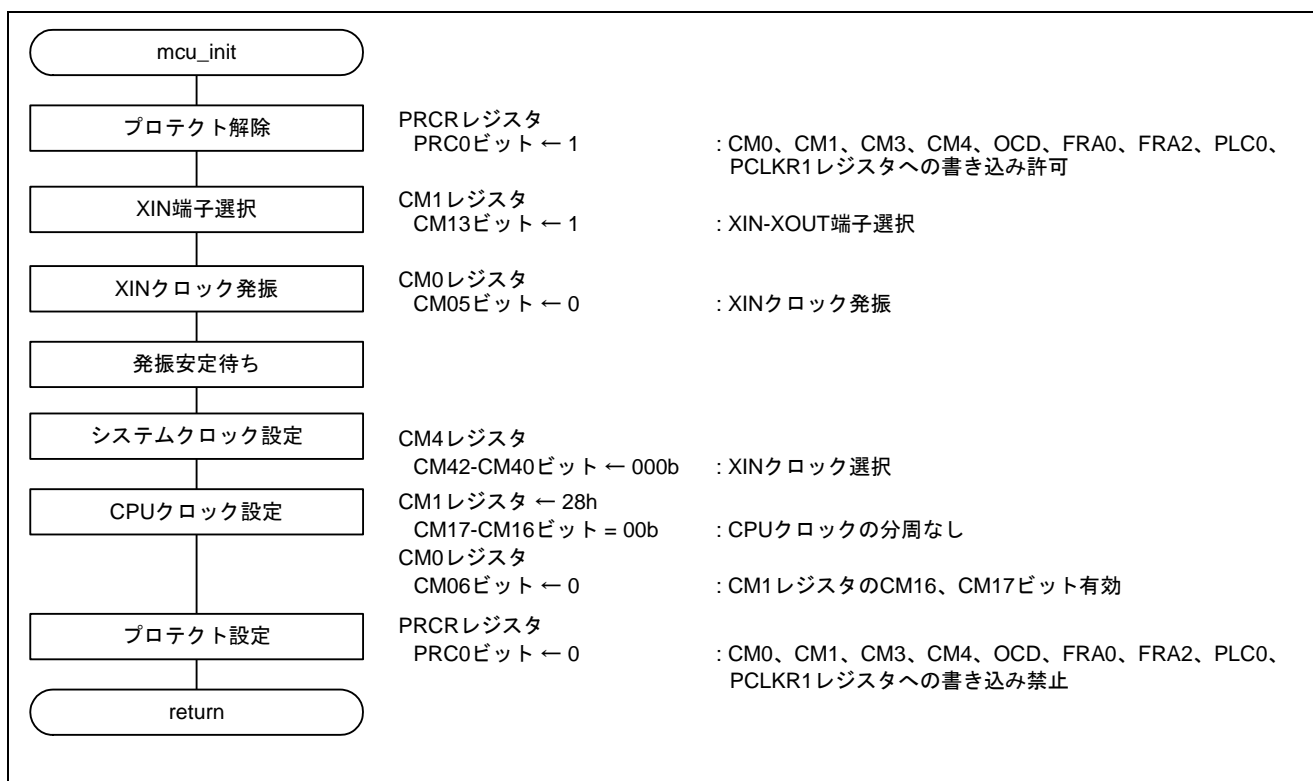 mcu_init
プロテクト解除
PRCRレジスタ
PRC0ビット ← 1 : CM0、CM1、CM3、CM4、OCD、FRA0、FRA2、PLC0、
PCLKR1レジスタへの書き込み許可
XIN端子選択
CM1レジスタ
CM13ビット ← 1 : XIN-XOUT端子選択
XINクロック発振
CM0レジスタ
CM05ビット ← 0 : XINクロック発振
発振安定待ち
システムクロック設定
CM4レジスタ
CM42-CM40ビット ← 000b : XINクロック選択
CPUクロック設定
CM1レジスタ ← 28h
CM17-CM16ビット = 00b : CPUクロックの分周なし
CM0レジスタ
CM06ビット ← 0 : CM1レジスタのCM16、CM17ビット有効
プロテクト設定
PRCRレジスタ
PRC0ビット ← 0 : CM0、CM1、CM3、CM4、OCD、FRA0、FRA2、PLC0、
PCLKR1レジスタへの書き込み禁止
return